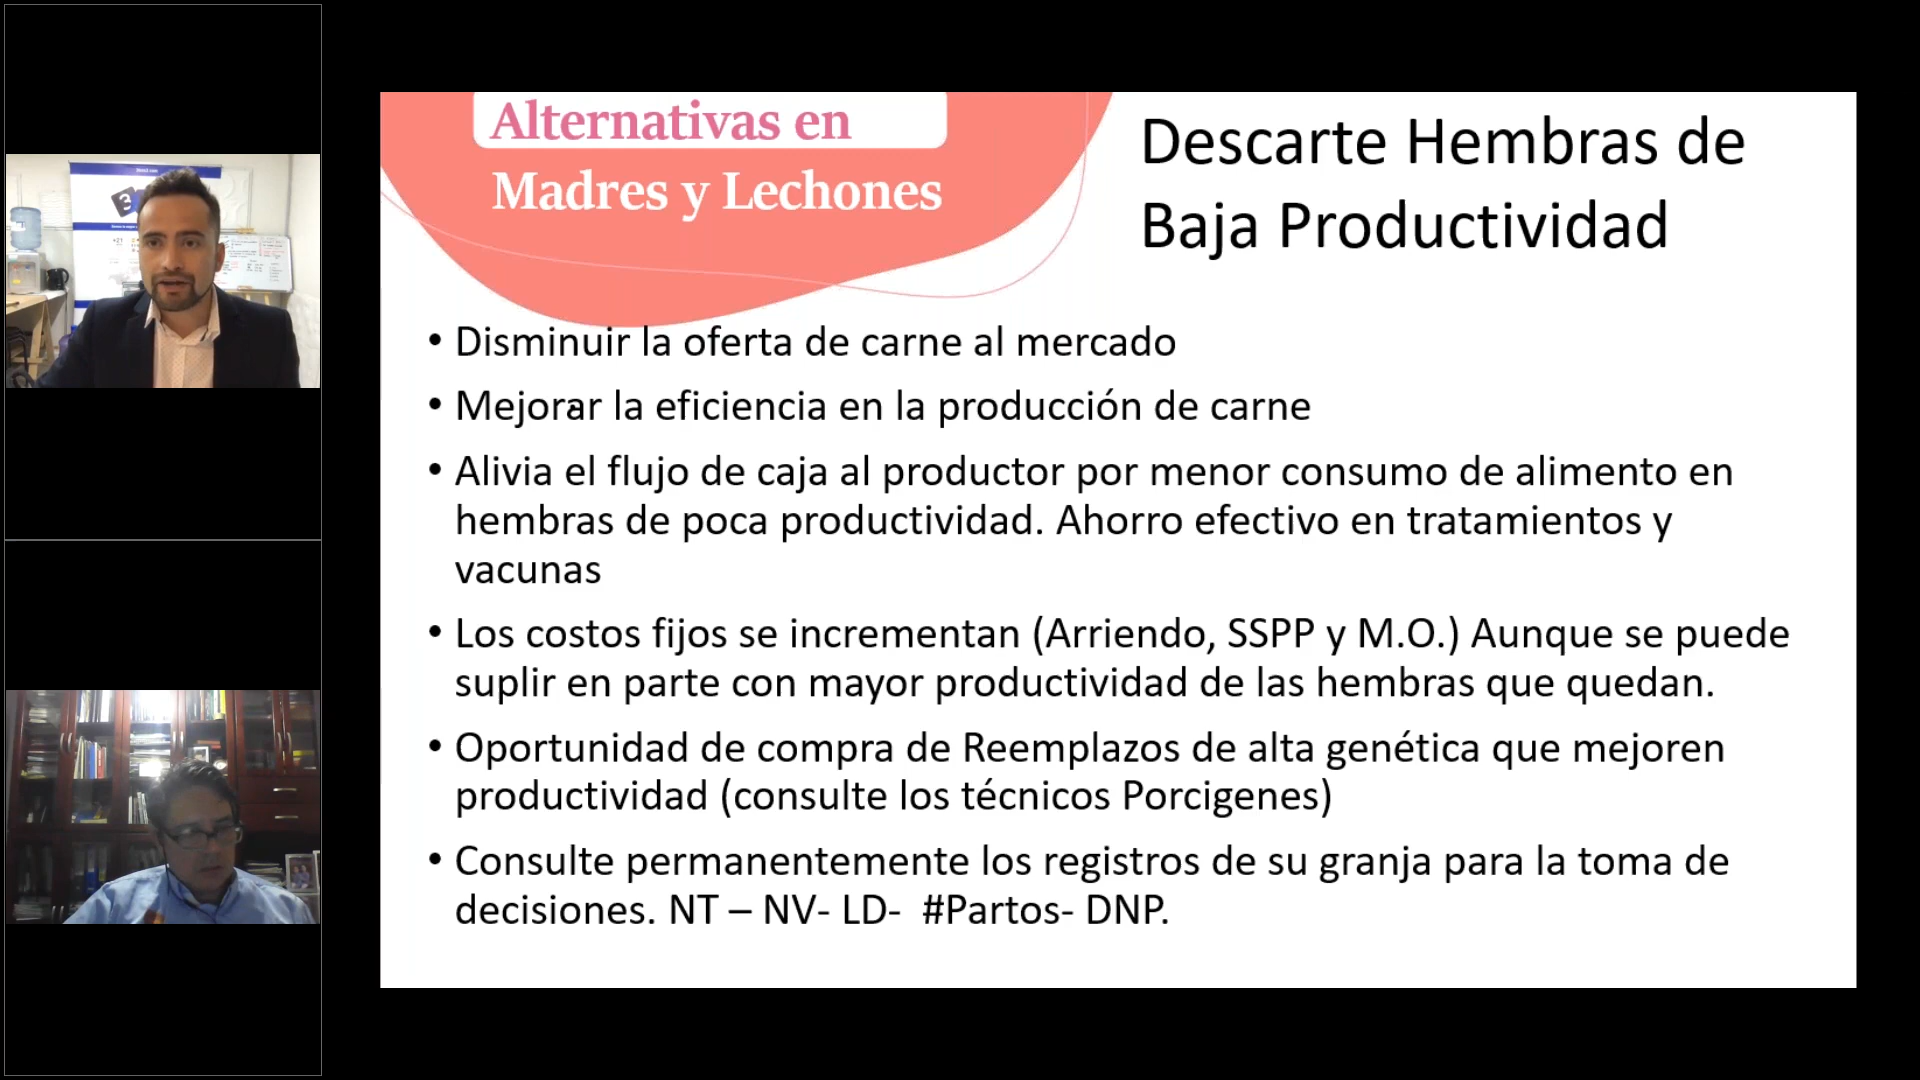 Alternativas en
Madres y Lechones
Descarte Hembras de
Baja Productividad
• Disminuir la oferta de carne al mercado
• Mejorar la eficiencia en la producción de carne
• Alivia el flujo de caja al productor por menor consumo de alimento en
hembras de poca productividad. Ahorro efectivo en tratamientos y
vacunas
• Los costos fijos se incrementan (Arriendo, SSPP y M.O.) Aunque se puede
suplir en parte con mayor productividad de las hembras que quedan.
• Oportunidad de compra de Reemplazos de alta genética que mejoren
productividad (consulte los técnicos Porcigenes)
• Consulte permanentemente los registros de su granja para la toma de
decisiones. NT – NV- LD-  #Partos- DNP.